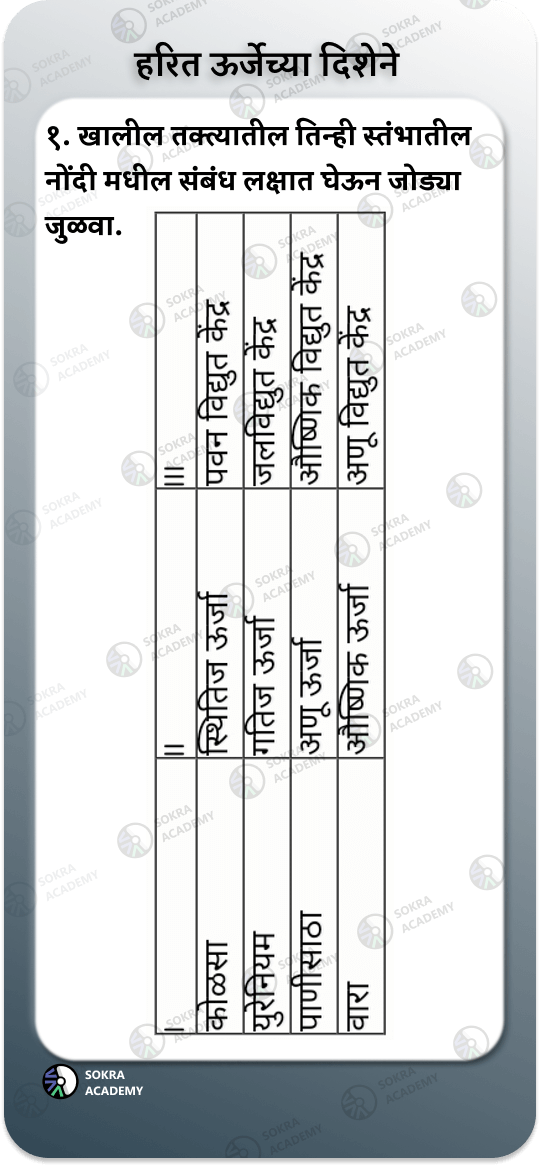 हरित ऊर्जेच्या दिशेने
१. खालील तक्त्यातील तिन्ही स्तंभातील
नोंदी मधील संबंध लक्षात घेऊन जोड्या
जुळवा.
I II III
कोळसा स्थितिज ऊर्जा पवन विद्युत केंद्र
युरेनियम गतिज ऊर्जा जलविद्युत केंद्र
पाणीसाठा अणू ऊर्जा औष्णिक विद्युत केंद्र
वारा औष्णिक ऊर्जा अणू विद्युत केंद्र
SOKRA
ACADEMY